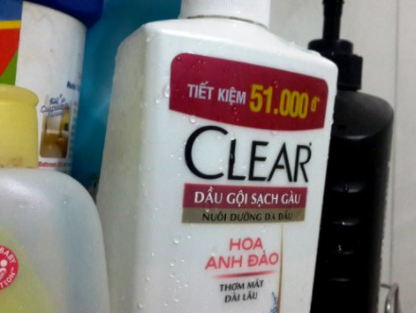 TIẾT KIỆM 51.000đ
CLEAR
DẦU GỘI SẠCH GÀU
NUÔI DƯỠNG DA ĐẦU
HOA
ANH ĐÀO
THƠM MÁT
DÀI LÂU